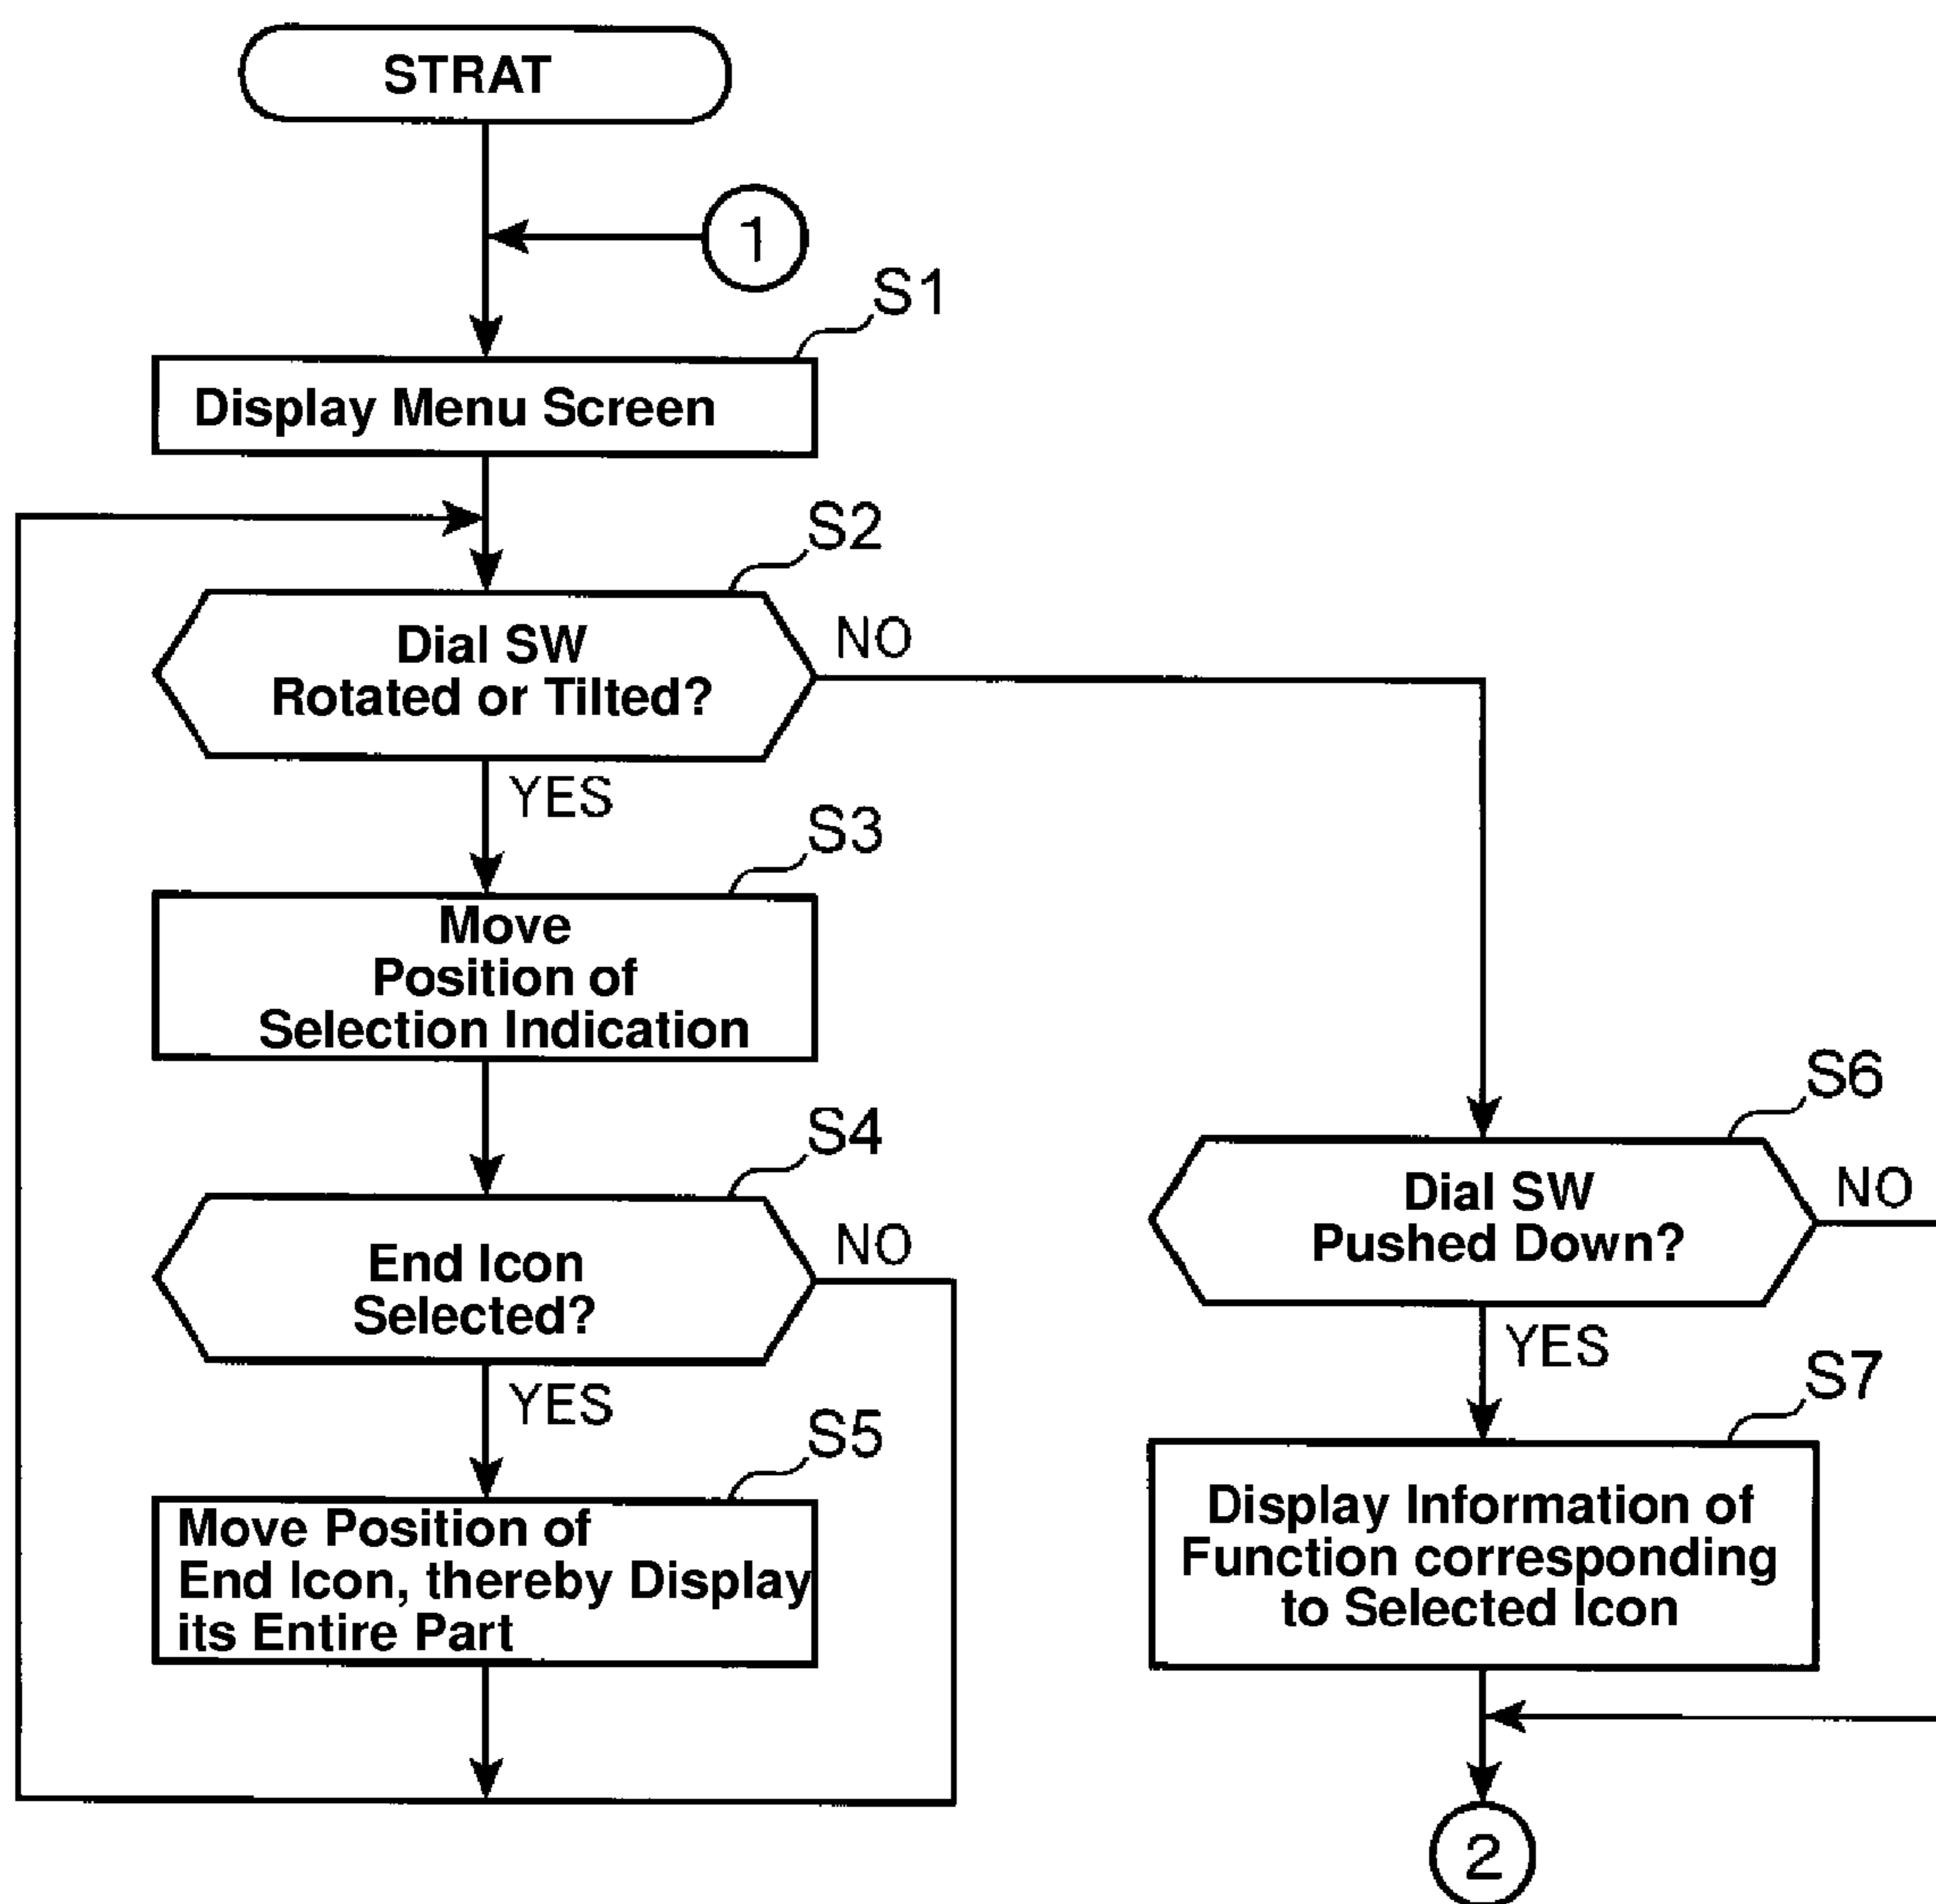 STRAT
1
S1
Display Menu Screen
S2
Dial SW
Rotated or Tilted?
NO
YES
S3
Move
Position of
Selection Indication
S4
End Icon
Selected?
NO
YES
S5
Move Position of
End Icon, thereby Display
its Entire Part
S6
Dial SW
Pushed Down?
NO
YES
S7
Display Information of
Function corresponding
to Selected Icon
2